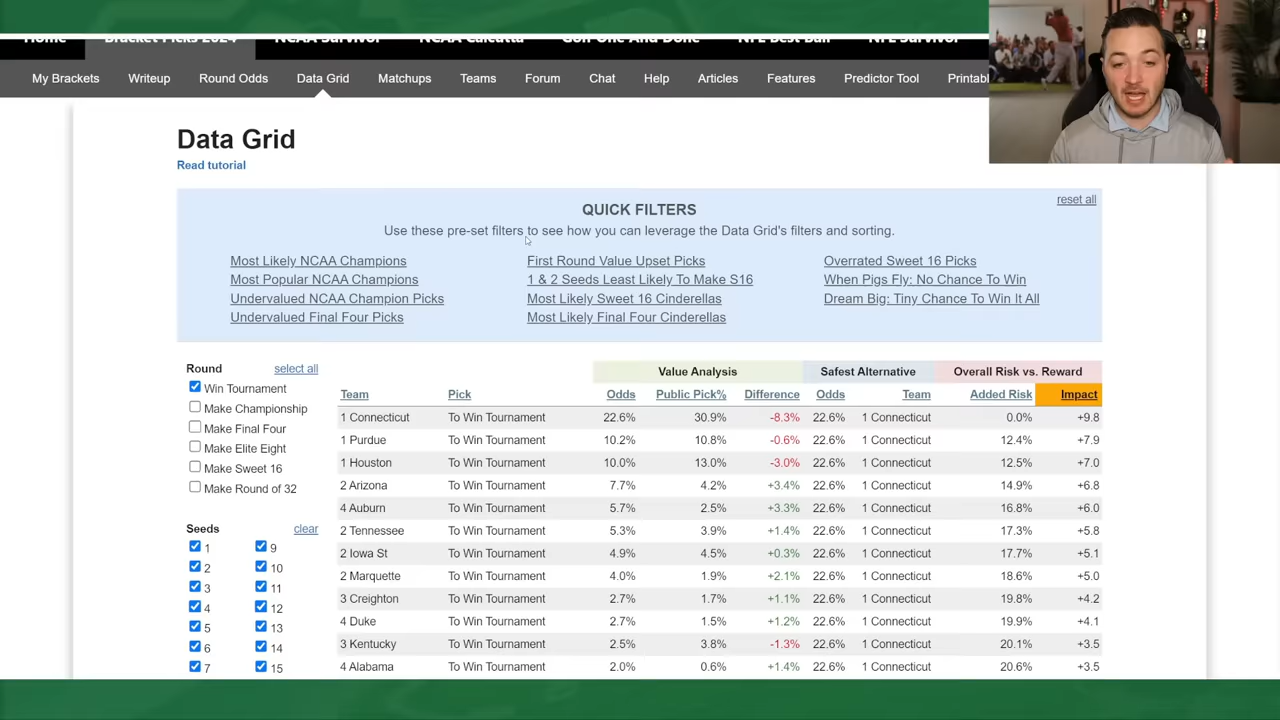 Home Bracket Picks 2024 NCAA Survivor NCAA Calcutta Golf One And Done NFL Best Ball NFL Survivor
My Brackets Writeup Round Odds Data Grid Matchups Teams Forum Chat Help Articles Features Predictor Tool Printabl
Data Grid
Read tutorial
QUICK FILTERS
reset all
Use these pre-set filters to see how you can leverage the Data Grid's filters and sorting.
Most Likely NCAA Champions First Round Value Upset Picks Overrated Sweet 16 Picks
Most Popular NCAA Champions 1 & 2 Seeds Least Likely To Make S16 When Pigs Fly: No Chance To Win
Undervalued NCAA Champion Picks Most Likely Sweet 16 Cinderellas Dream Big: Tiny Chance To Win It All
Undervalued Final Four Picks Most Likely Final Four Cinderellas
Round select all
Win Tournament
Make Championship
Make Final Four
Make Elite Eight
Make Sweet 16
Make Round of 32
Seeds clear
1 9
2 10
3 11
4 12
5 13
6 14
7 15
Value Analysis Safest Alternative Overall Risk vs. Reward
Team Pick Odds Public Pick% Difference Odds Team Added Risk Impact
1 Connecticut To Win Tournament 22.6% 30.9% -8.3% 22.6% 1 Connecticut 0.0% +9.8
1 Purdue To Win Tournament 10.2% 10.8% -0.6% 22.6% 1 Connecticut 12.4% +7.9
1 Houston To Win Tournament 10.0% 13.0% -3.0% 22.6% 1 Connecticut 12.5% +7.0
2 Arizona To Win Tournament 7.7% 4.2% +3.4% 22.6% 1 Connecticut 14.9% +6.8
4 Auburn To Win Tournament 5.7% 2.5% +3.3% 22.6% 1 Connecticut 16.8% +6.0
2 Tennessee To Win Tournament 5.3% 3.9% +1.4% 22.6% 1 Connecticut 17.3% +5.8
2 Iowa St To Win Tournament 4.9% 4.5% +0.3% 22.6% 1 Connecticut 17.7% +5.1
2 Marquette To Win Tournament 4.0% 1.9% +2.1% 22.6% 1 Connecticut 18.6% +5.0
3 Creighton To Win Tournament 2.7% 1.7% +1.1% 22.6% 1 Connecticut 19.8% +4.2
4 Duke To Win Tournament 2.7% 1.5% +1.2% 22.6% 1 Connecticut 19.9% +4.1
3 Kentucky To Win Tournament 2.5% 3.8% -1.3% 22.6% 1 Connecticut 20.1% +3.5
4 Alabama To Win Tournament 2.0% 0.6% +1.4% 22.6% 1 Connecticut 20.6% +3.5